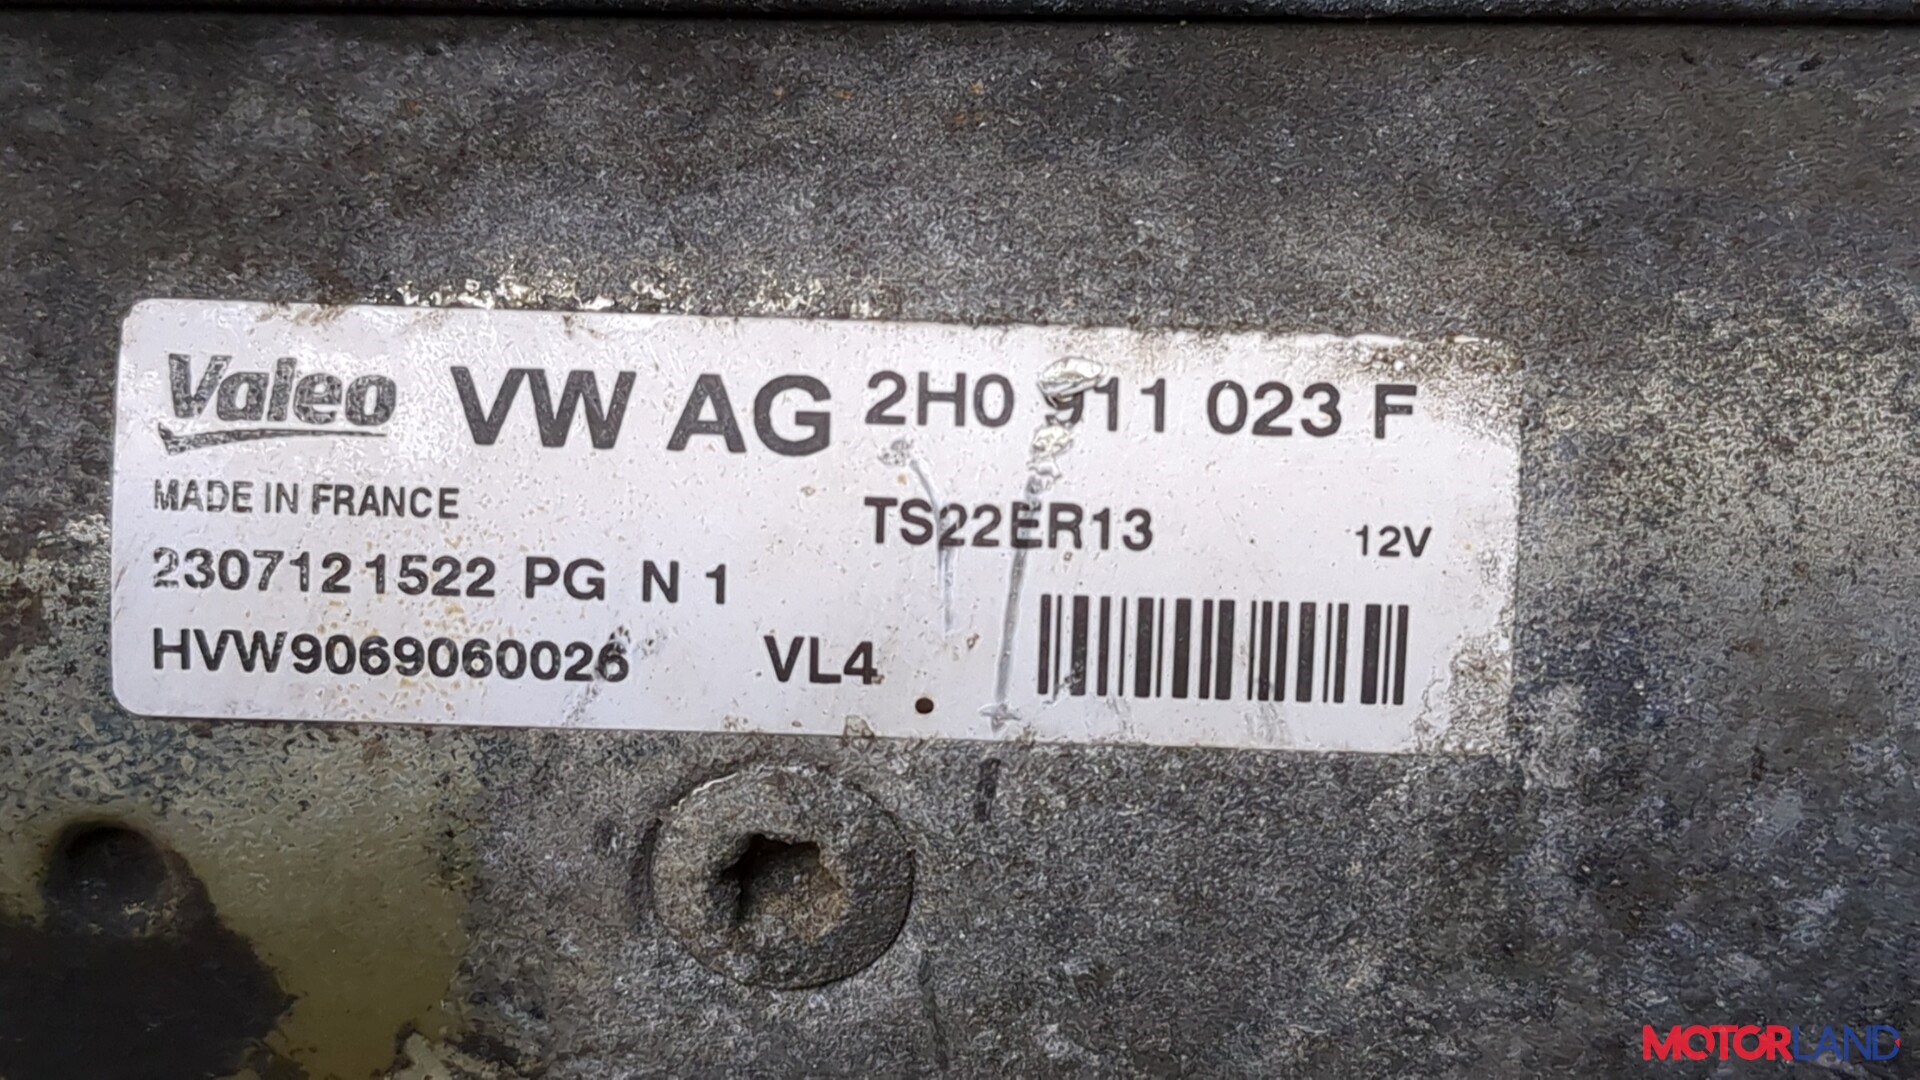 Valeo VW AG 2H0 911 023 F
MADE IN FRANCE TS22ER13 12V
2307121522 PG N 1
HVW9069060026 VL4
MOTORLAND